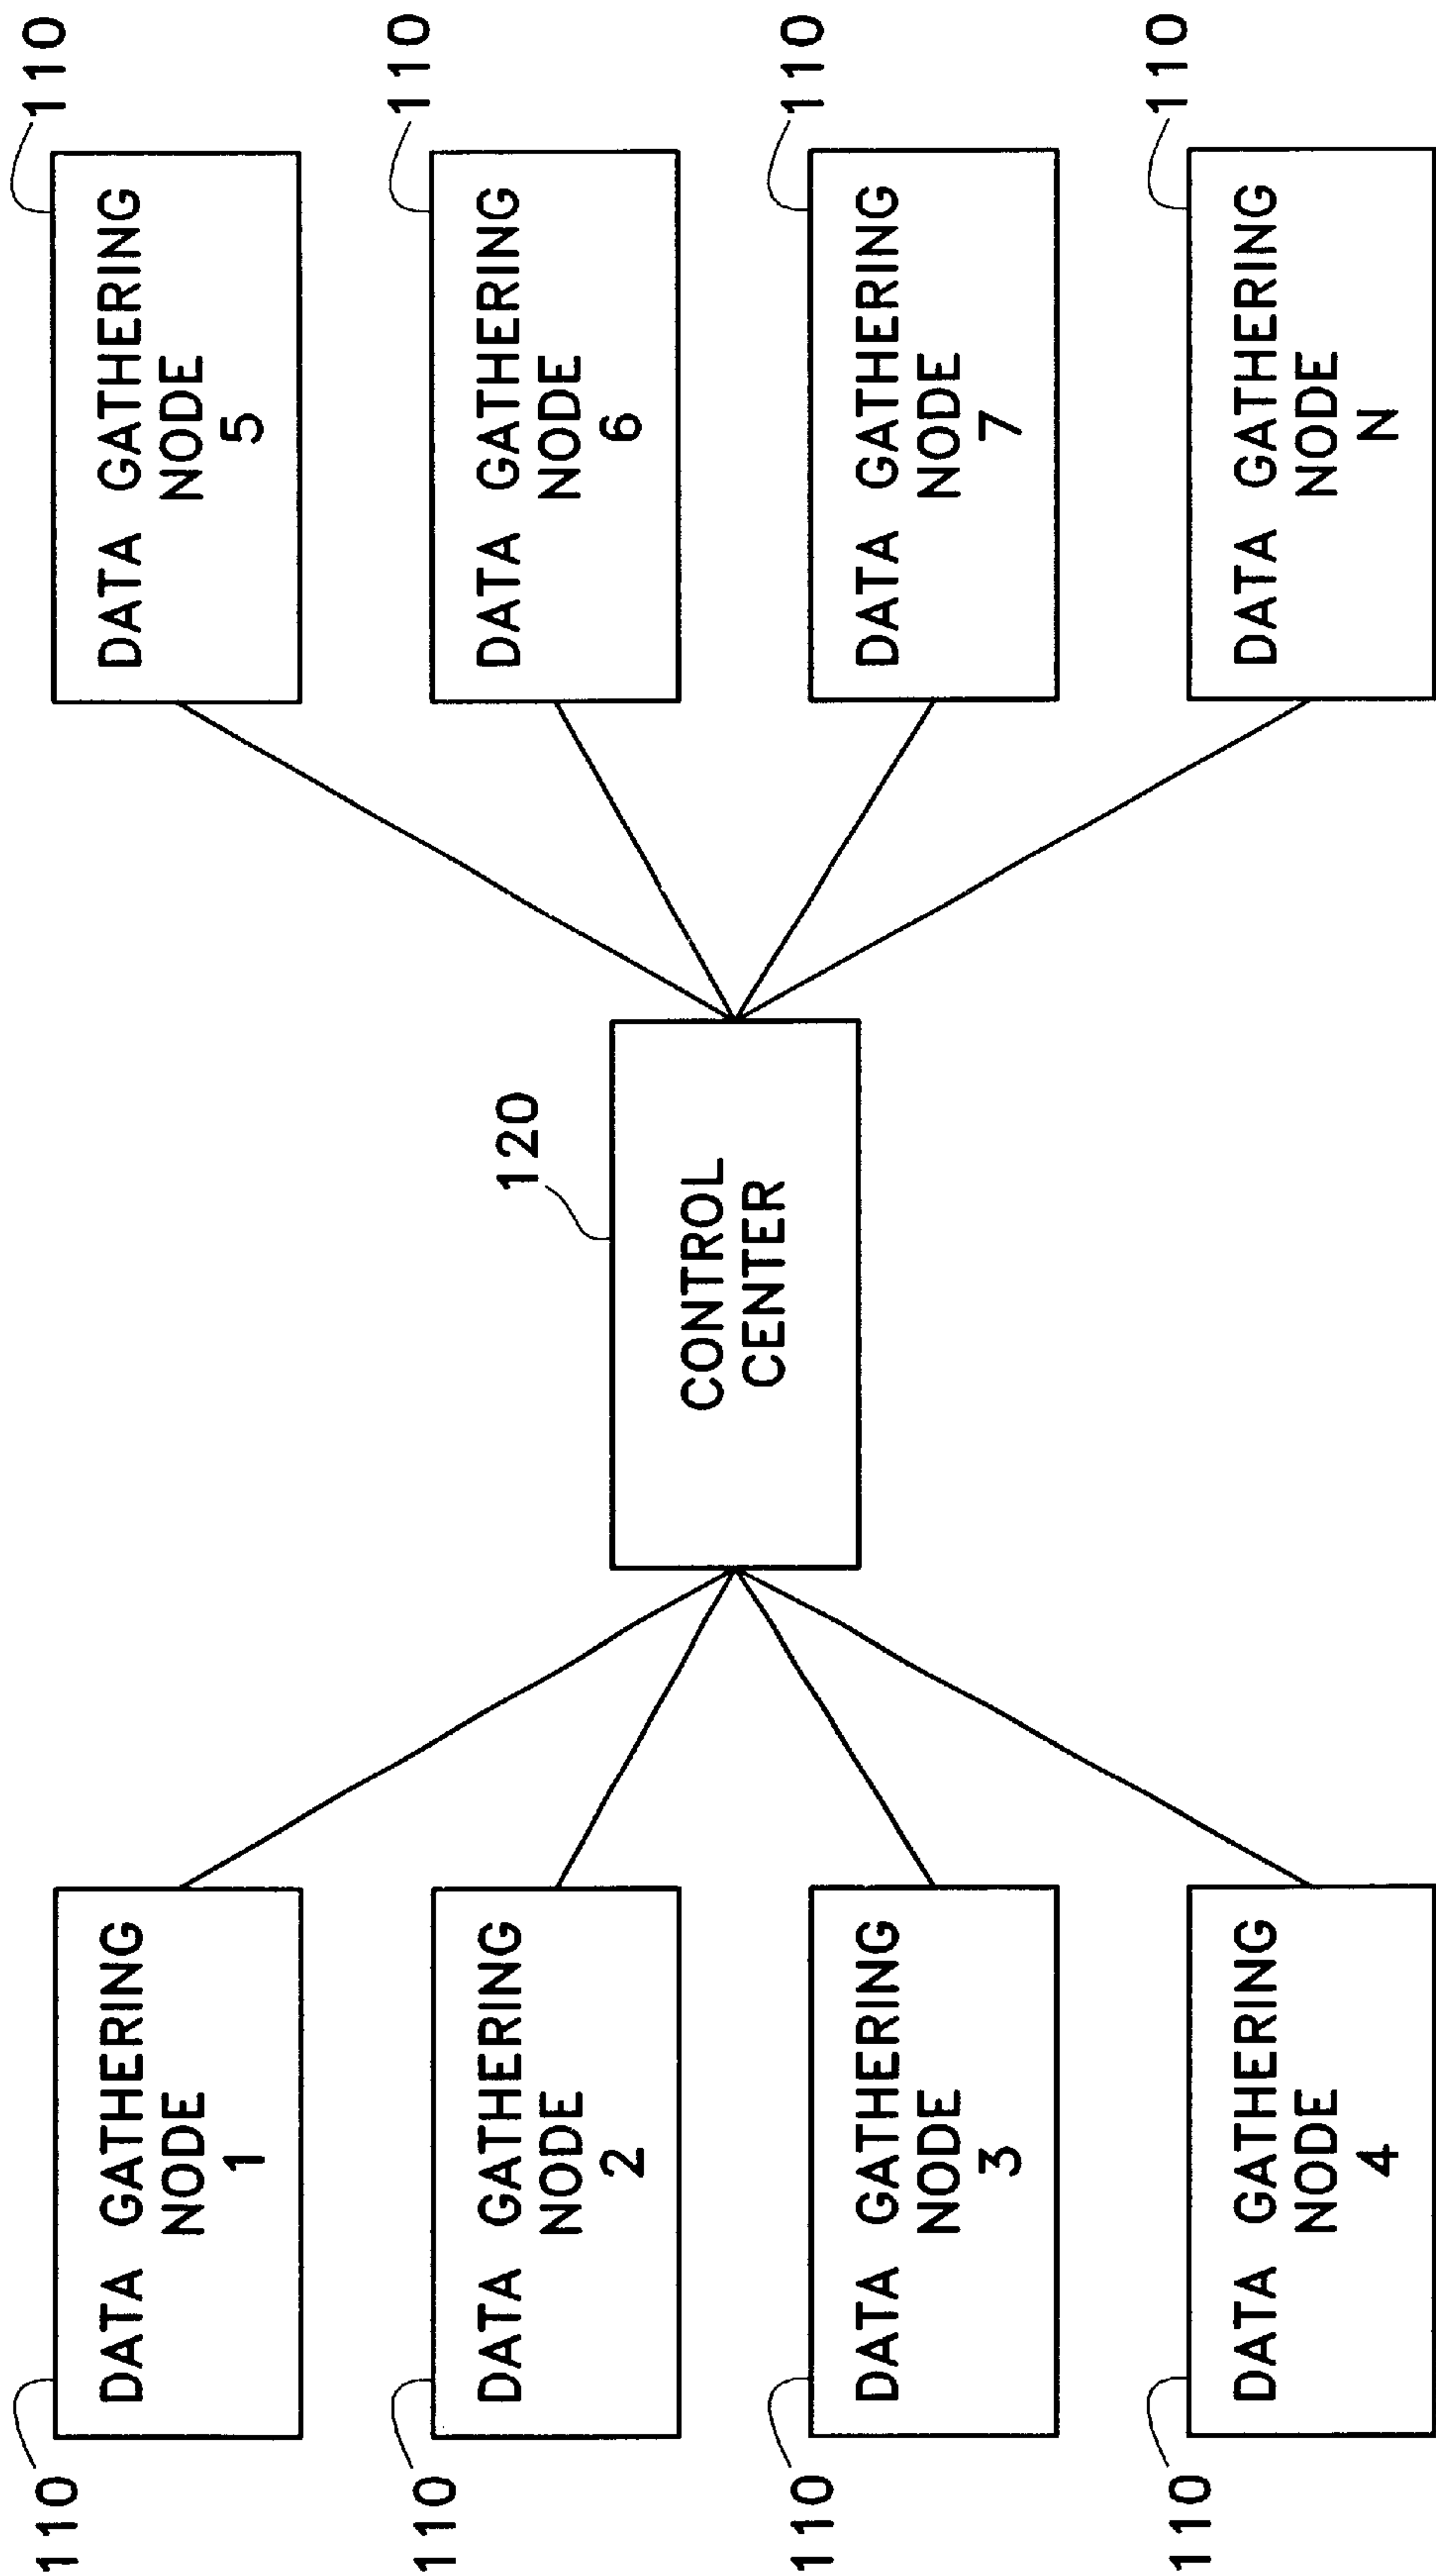 110
DATA GATHERING
NODE
1
110
DATA GATHERING
NODE
2
110
DATA GATHERING
NODE
3
110
DATA GATHERING
NODE
4
120
CONTROL
CENTER
110
DATA GATHERING
NODE
5
110
DATA GATHERING
NODE
6
110
DATA GATHERING
NODE
7
110
DATA GATHERING
NODE
N